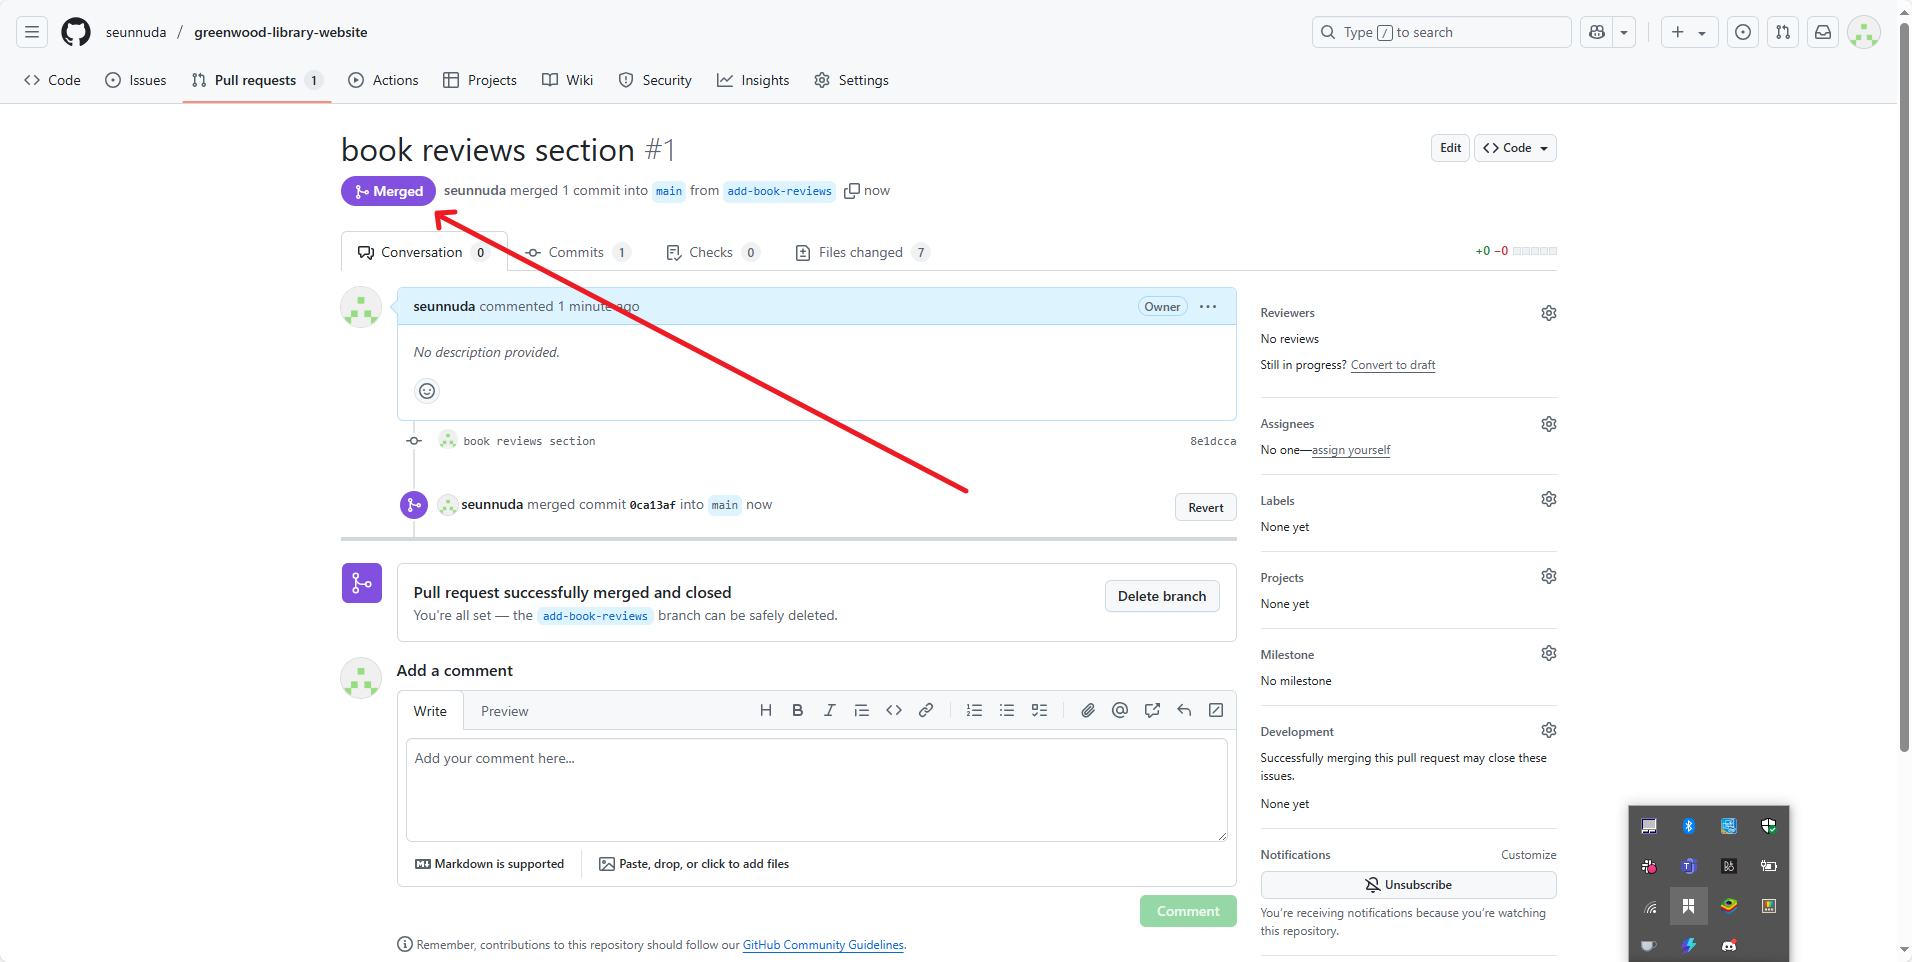 seunnuda / greenwood-library-website
Type / to search
Code
Issues
Pull requests 1
Actions
Projects
Wiki
Security
Insights
Settings
book reviews section #1
Edit
Code
Merged
seunnuda merged 1 commit into main from add-book-reviews now
Conversation 0
Commits 1
Checks 0
Files changed 7
+0 −0
seunnuda commented 1 minute ago
Owner
No description provided.
book reviews section
8e1dcca
seunnuda merged commit 0ca13af into main now
Revert
Pull request successfully merged and closed
You're all set — the add-book-reviews branch can be safely deleted.
Delete branch
Add a comment
Write
Preview
Add your comment here...
Markdown is supported
Paste, drop, or click to add files
Comment
Remember, contributions to this repository should follow our GitHub Community Guidelines.
Reviewers
No reviews
Still in progress? Convert to draft
Assignees
No one—assign yourself
Labels
None yet
Projects
None yet
Milestone
No milestone
Development
Successfully merging this pull request may close these
issues.
None yet
Notifications
Customize
Unsubscribe
You're receiving notifications because you're watching
this repository.